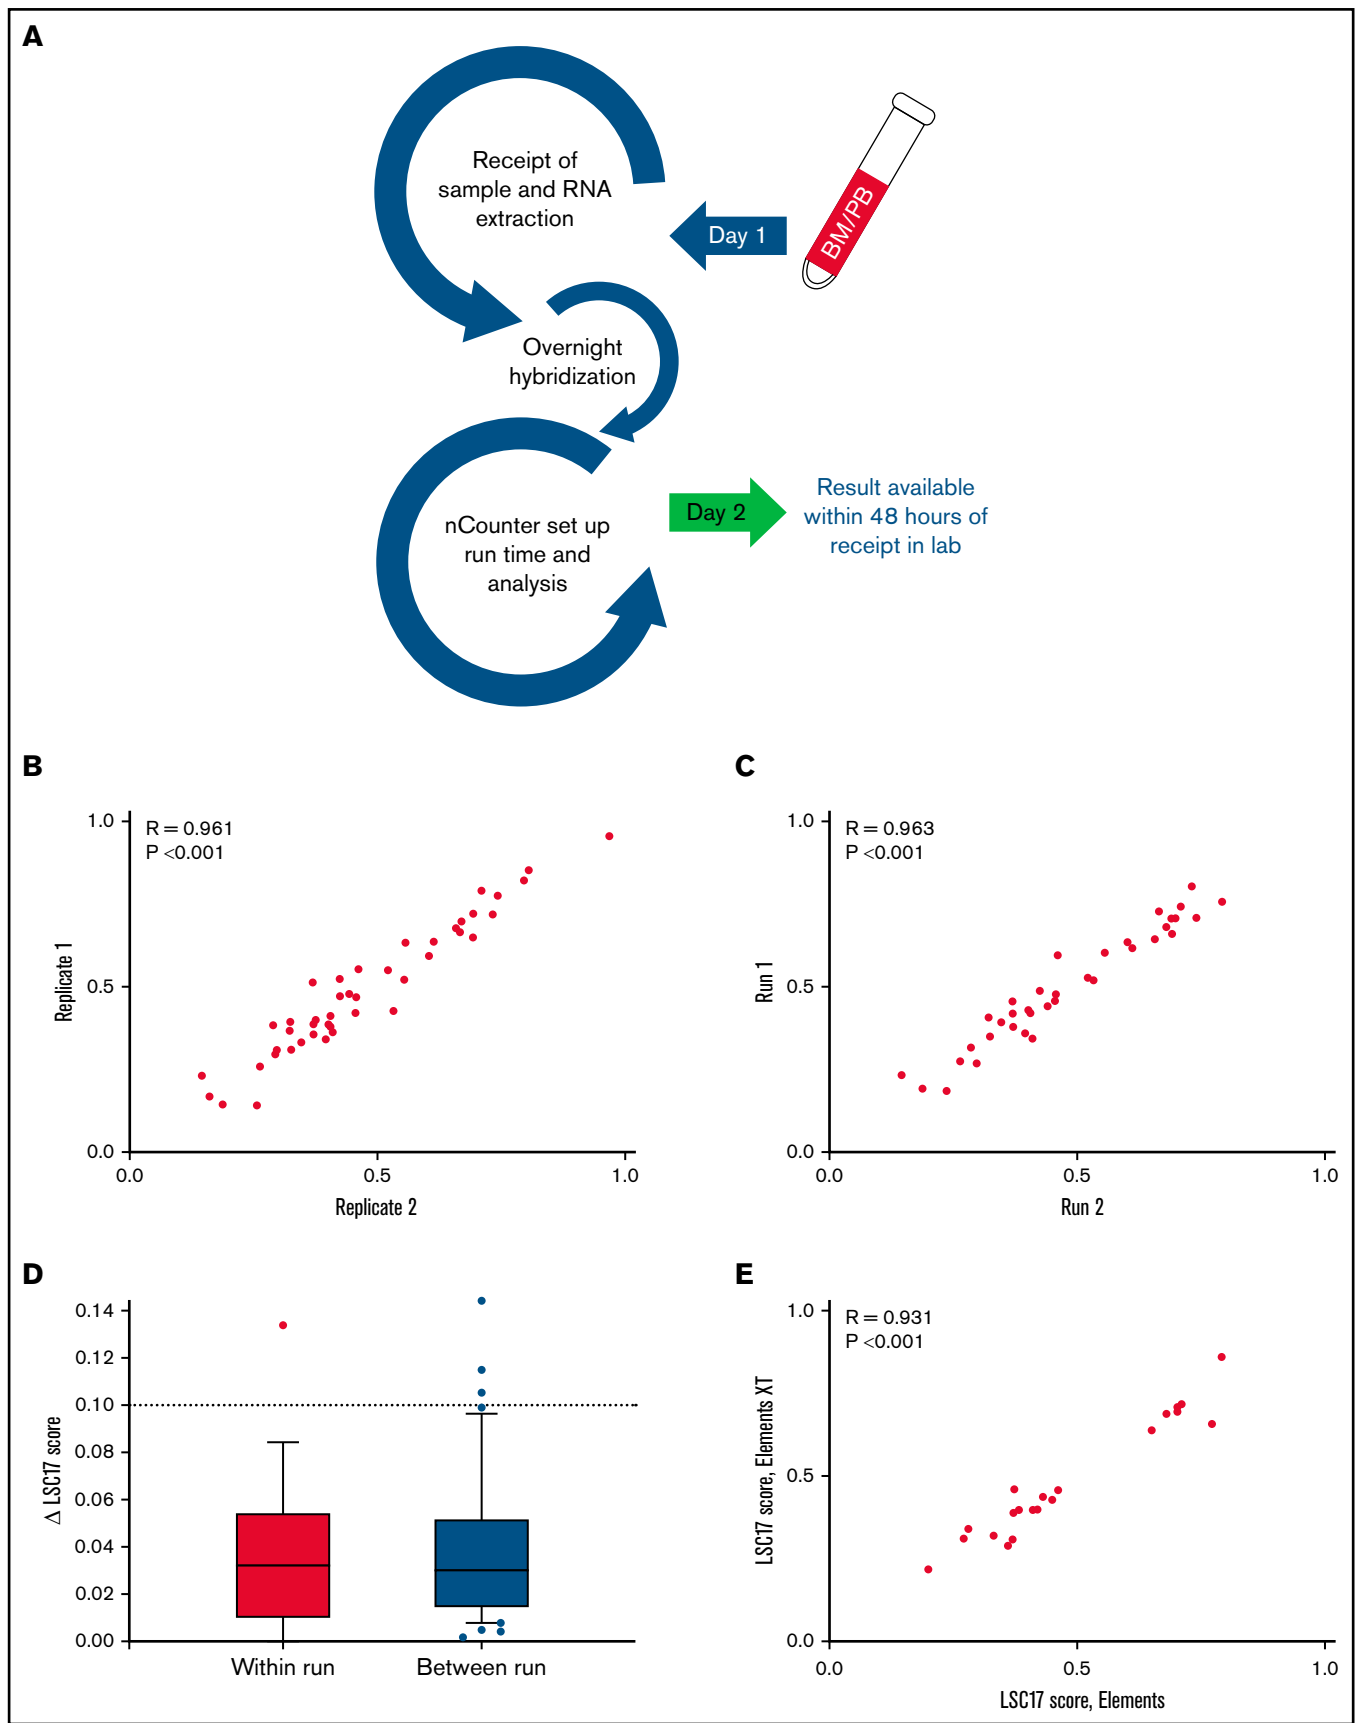 A
Receipt of
sample and RNA
extraction
Day 1
BM/PB
Overnight
hybridization
nCounter set up
run time and
analysis
Day 2
Result available
within 48 hours of
receipt in lab
B
R = 0.961
P <0.001
1.0
0.5
0.0
Replicate 1
0.0
0.5
1.0
Replicate 2
C
R = 0.963
P <0.001
1.0
0.5
0.0
Run 1
0.0
0.5
1.0
Run 2
D
0.14
0.12
0.10
0.08
0.06
0.04
0.02
0.00
Δ LSC17 score
Within run
Between run
E
R = 0.931
P <0.001
1.0
0.5
0.0
LSC17 score, Elements XT
0.0
0.5
1.0
LSC17 score, Elements